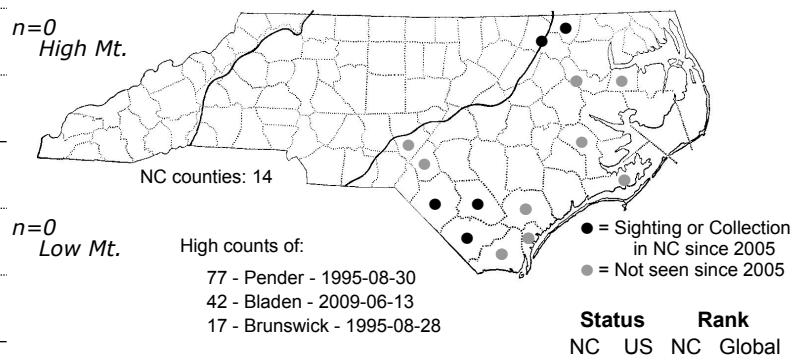 n=0
High Mt.
NC counties: 14
n=0
Low Mt.
High counts of:
77 - Pender - 1995-08-30
42 - Bladen - 2009-06-13
17 - Brunswick - 1995-08-28
● = Sighting or Collection
in NC since 2005
● = Not seen since 2005
Status Rank
NC US NC Global